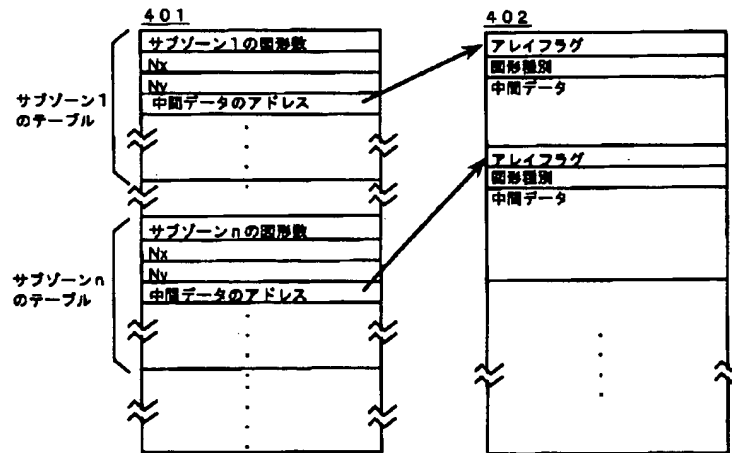 401
サブゾーン1の図形数
Nx
Ny
中間データのアドレス
サブゾーン1
のテーブル
サブゾーンnの図形数
Nx
Ny
中間データのアドレス
サブゾーンn
のテーブル
402
アレイフラグ
図形種別
中間データ
アレイフラグ
図形種別
中間データ